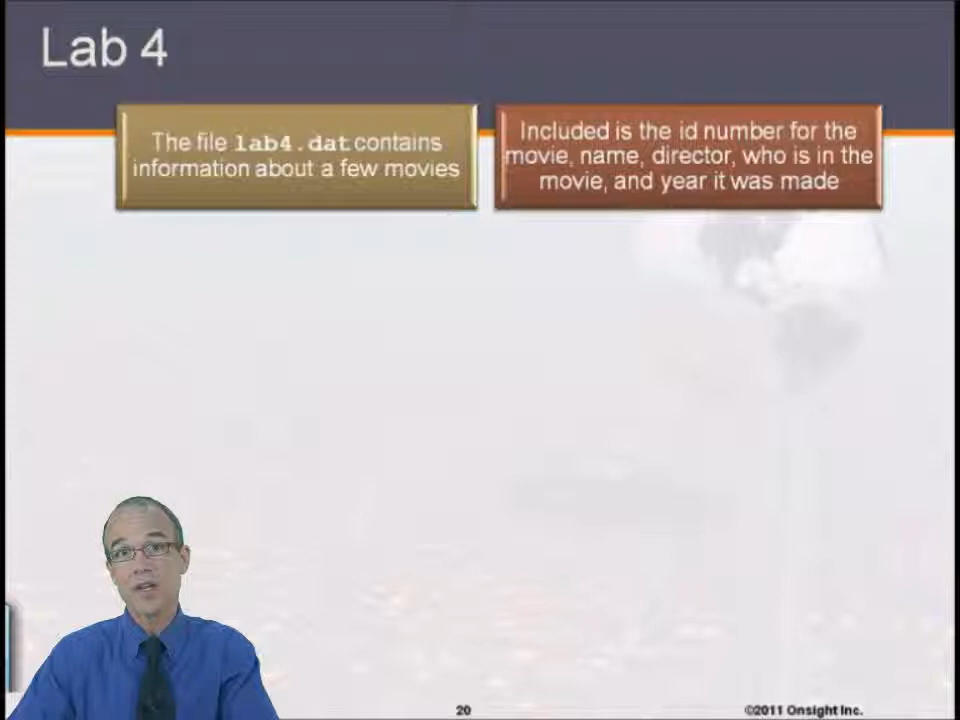 Lab 4
The file lab4.dat contains
information about a few movies
Included is the id number for the
movie, name, director, who is in the
movie, and year it was made
20
©2011 Onsight Inc.